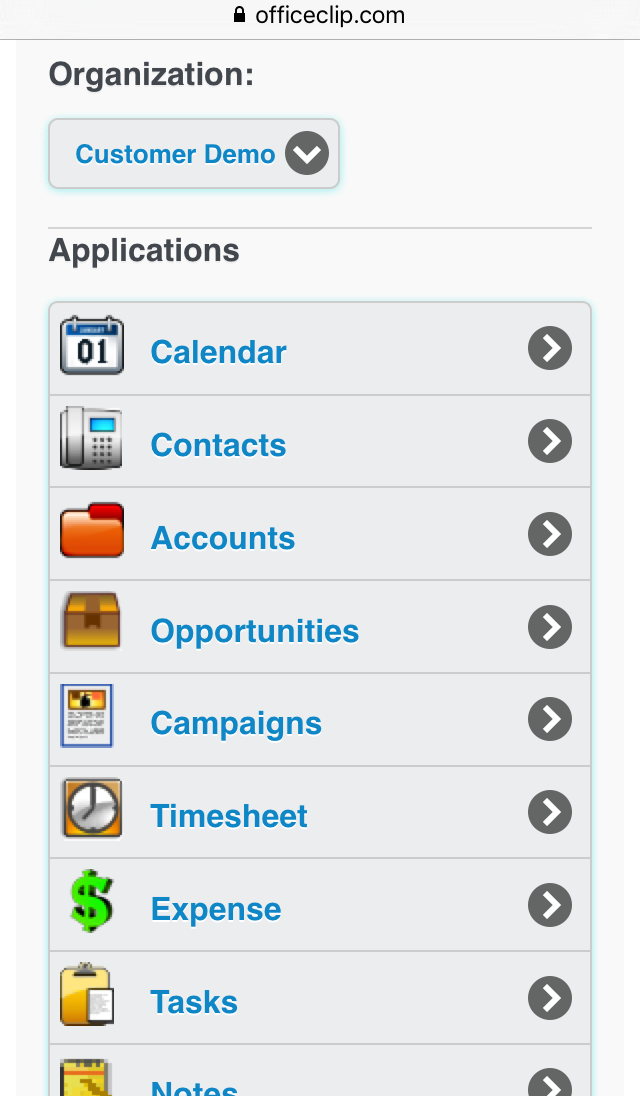 officeclip.com
Organization:
Customer Demo
Applications
01
Calendar
Contacts
Accounts
Opportunities
Campaigns
Timesheet
Expense
Tasks
Notes